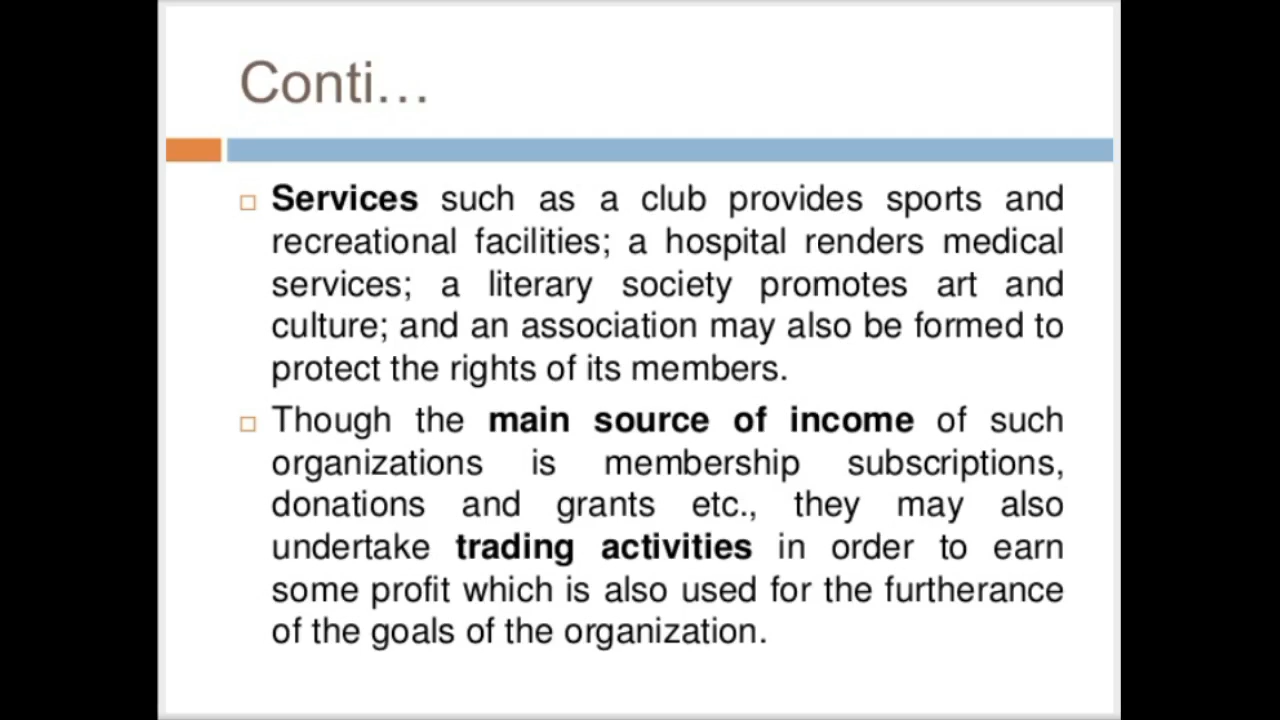 Conti…
Services such as a club provides sports and
recreational facilities; a hospital renders medical
services; a literary society promotes art and
culture; and an association may also be formed to
protect the rights of its members.
Though the main source of income of such
organizations is membership subscriptions,
donations and grants etc., they may also
undertake trading activities in order to earn
some profit which is also used for the furtherance
of the goals of the organization.